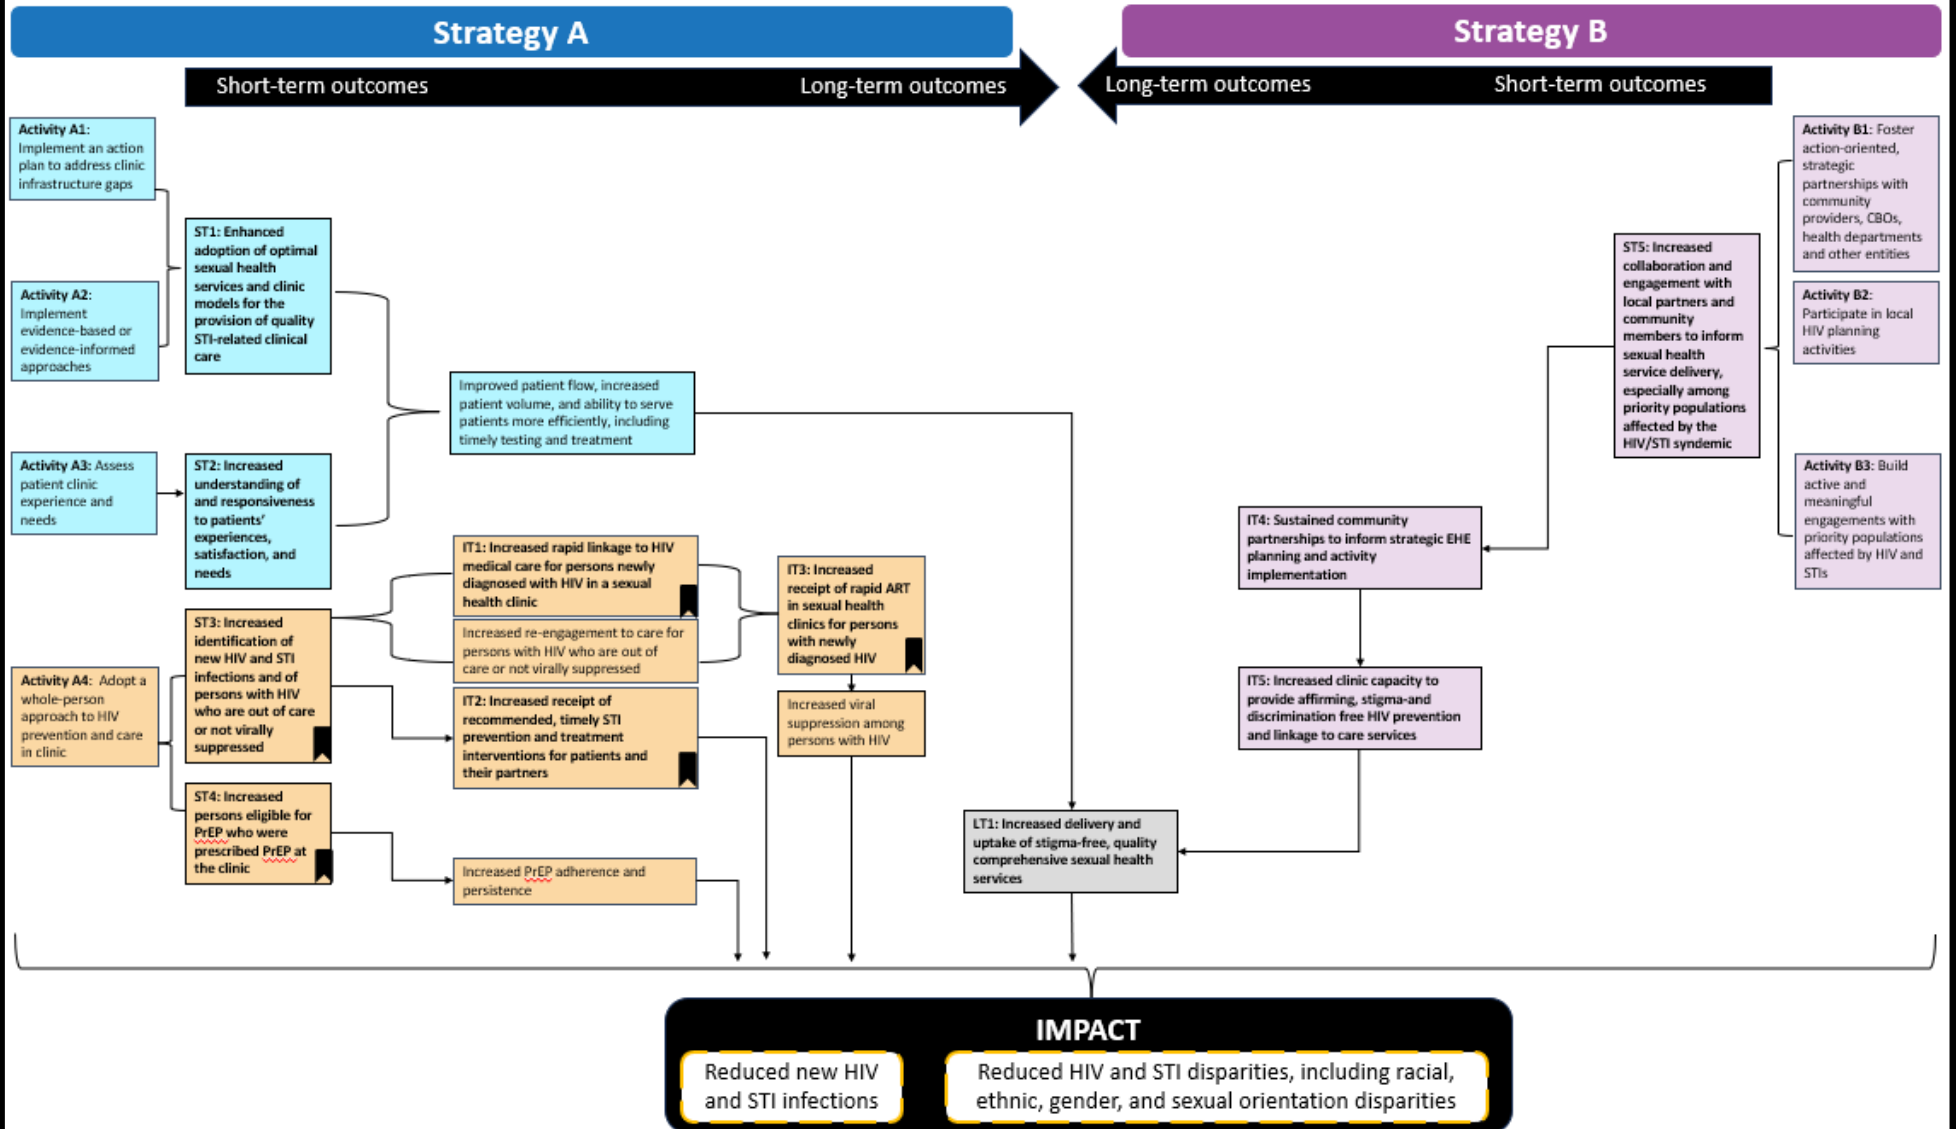 Strategy A
Strategy B
Short-term outcomes
Long-term outcomes
Long-term outcomes
Short-term outcomes
Activity A1:
Implement an action
plan to address clinic
infrastructure gaps
Activity A2:
Implement
evidence-based or
evidence-informed
approaches
Activity A3: Assess
patient clinic
experience and
needs
Activity A4: Adopt a
whole-person
approach to HIV
prevention and care
in clinic
ST1: Enhanced
adoption of optimal
sexual health
services and clinic
models for the
provision of quality
STI-related clinical
care
ST2: Increased
understanding of
and responsiveness
to patients'
experiences,
satisfaction, and
needs
ST3: Increased
identification of
new HIV and STI
infections and of
persons with HIV
who are out of care
or not virally
suppressed
ST4: Increased
persons eligible for
PrEP who were
prescribed PrEP at
the clinic
Improved patient flow, increased
patient volume, and ability to serve
patients more efficiently, including
timely testing and treatment
IT1: Increased rapid linkage to HIV
medical care for persons newly
diagnosed with HIV in a sexual
health clinic
Increased re-engagement to care for
persons with HIV who are out of
care or not virally suppressed
IT2: Increased receipt of
recommended, timely STI
prevention and treatment
interventions for patients and
their partners
Increased PrEP adherence and
persistence
IT3: Increased
receipt of rapid ART
in sexual health
clinics for persons
with newly
diagnosed HIV
Increased viral
suppression among
persons with HIV
LT1: Increased delivery and
uptake of stigma-free, quality
comprehensive sexual health
services
IT4: Sustained community
partnerships to inform strategic EHE
planning and activity
implementation
IT5: Increased clinic capacity to
provide affirming, stigma-and
discrimination free HIV prevention
and linkage to care services
ST5: Increased
collaboration and
engagement with
local partners and
community
members to inform
sexual health
service delivery,
especially among
priority populations
affected by the
HIV/STI syndemic
Activity B1: Foster
action-oriented,
strategic
partnerships with
community
providers, CBOs,
health departments
and other entities
Activity B2:
Participate in local
HIV planning
activities
Activity B3: Build
active and
meaningful
engagements with
priority populations
affected by HIV and
STIs
IMPACT
Reduced new HIV
and STI infections
Reduced HIV and STI disparities, including racial,
ethnic, gender, and sexual orientation disparities